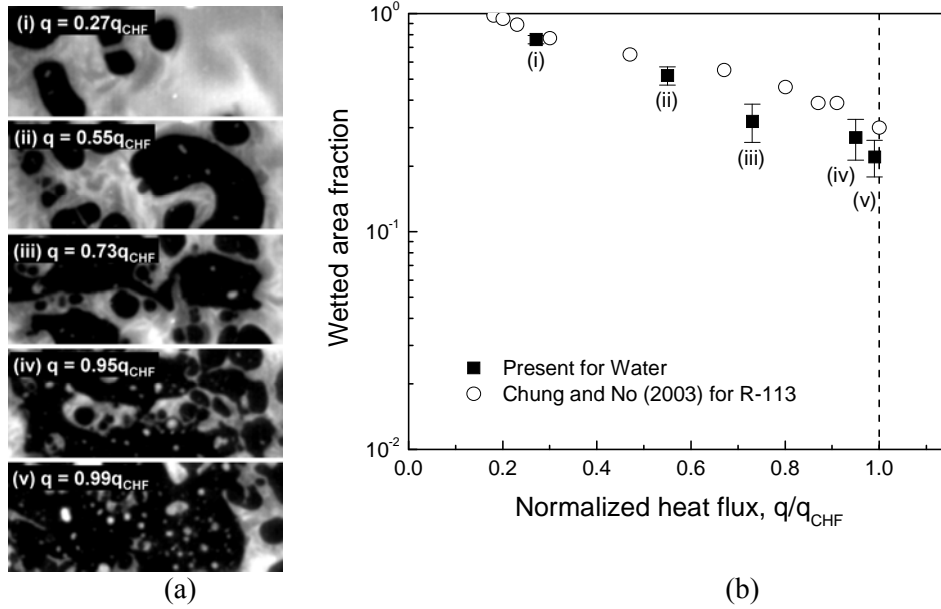 (i) q = 0.27qCHF
(ii) q = 0.55qCHF
(iii) q = 0.73qCHF
(iv) q = 0.95qCHF
(v) q = 0.99qCHF
(a)
10^0
10^-1
10^-2
Wetted area fraction
(i)
(ii)
(iii)
(iv)
(v)
Present for Water
Chung and No (2003) for R-113
0.0 0.2 0.4 0.6 0.8 1.0
Normalized heat flux, q/qCHF
(b)